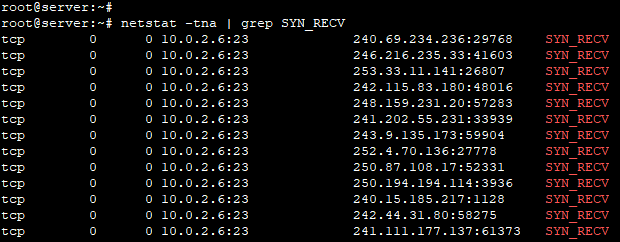 root@server:~#
root@server:~# netstat -tna | grep SYN_RECV
tcp 0 0 10.0.2.6:23 240.69.234.236:29768 SYN_RECV
tcp 0 0 10.0.2.6:23 246.216.235.33:41603 SYN_RECV
tcp 0 0 10.0.2.6:23 253.33.11.141:26807 SYN_RECV
tcp 0 0 10.0.2.6:23 242.115.83.180:48016 SYN_RECV
tcp 0 0 10.0.2.6:23 248.159.231.20:57283 SYN_RECV
tcp 0 0 10.0.2.6:23 241.202.55.231:33939 SYN_RECV
tcp 0 0 10.0.2.6:23 243.9.135.173:59904 SYN_RECV
tcp 0 0 10.0.2.6:23 252.4.70.136:27778 SYN_RECV
tcp 0 0 10.0.2.6:23 250.87.108.17:52331 SYN_RECV
tcp 0 0 10.0.2.6:23 250.194.194.114:3936 SYN_RECV
tcp 0 0 10.0.2.6:23 240.15.185.217:1128 SYN_RECV
tcp 0 0 10.0.2.6:23 242.44.31.80:58275 SYN_RECV
tcp 0 0 10.0.2.6:23 241.111.177.137:61373 SYN_RECV